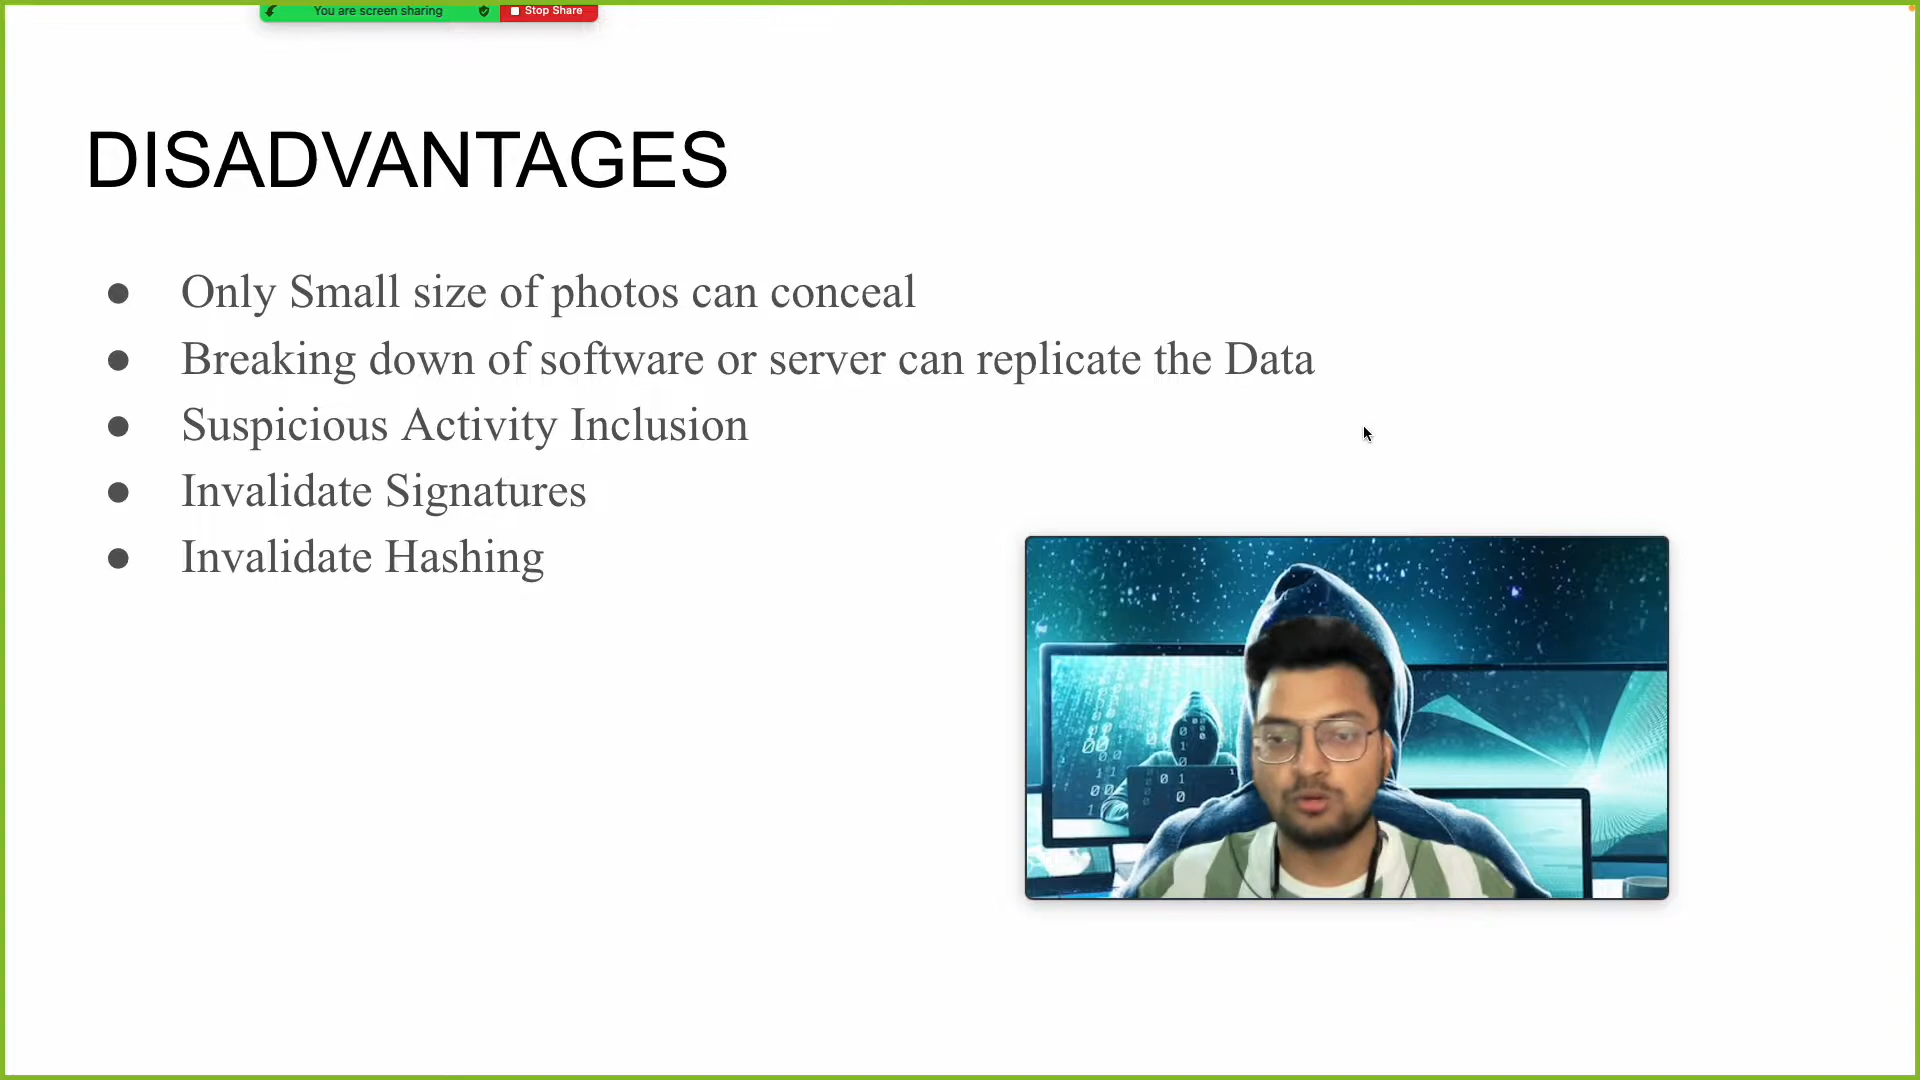 You are screen sharing
Stop Share
DISADVANTAGES
● Only Small size of photos can conceal
● Breaking down of software or server can replicate the Data
● Suspicious Activity Inclusion
● Invalidate Signatures
● Invalidate Hashing